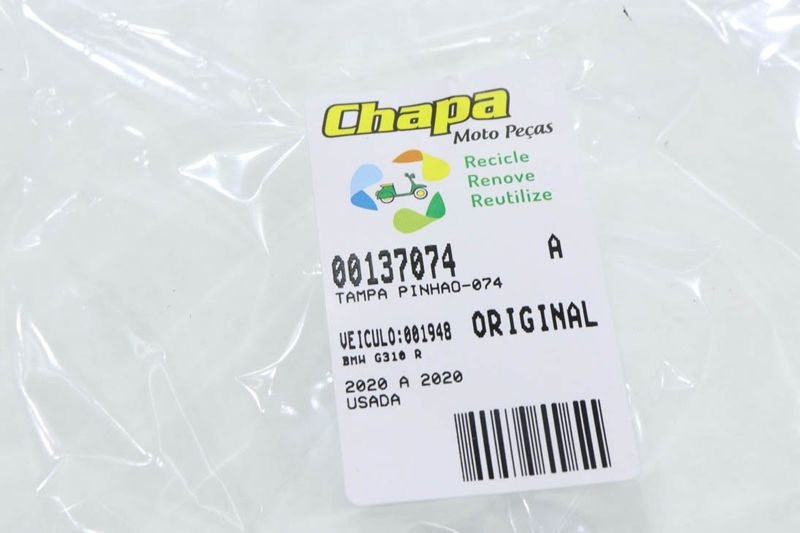 Chapa
Moto Peças
Recicle
Renove
Reutilize
00137074 A
TAMPA PINHAO-074
VEICULO:001948 ORIGINAL
BMW G310 R
2020 A 2020
USADA